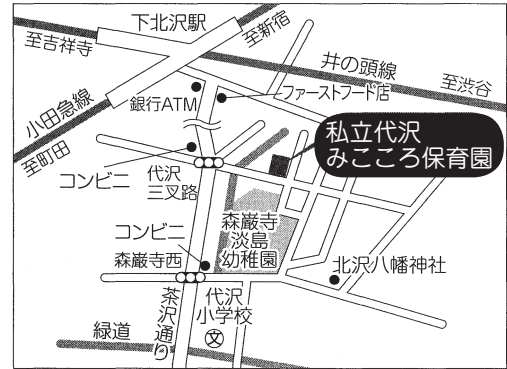 下北沢駅
至新宿
至吉祥寺
井の頭線
至渋谷
銀行ATM
ファーストフード店
小田急線
至町田
私立代沢
みこころ保育園
コンビニ
代沢
三叉路
森巌寺
淡島
幼稚園
コンビニ
森巌寺西
北沢八幡神社
代沢
小学校
文
茶沢通り
緑道